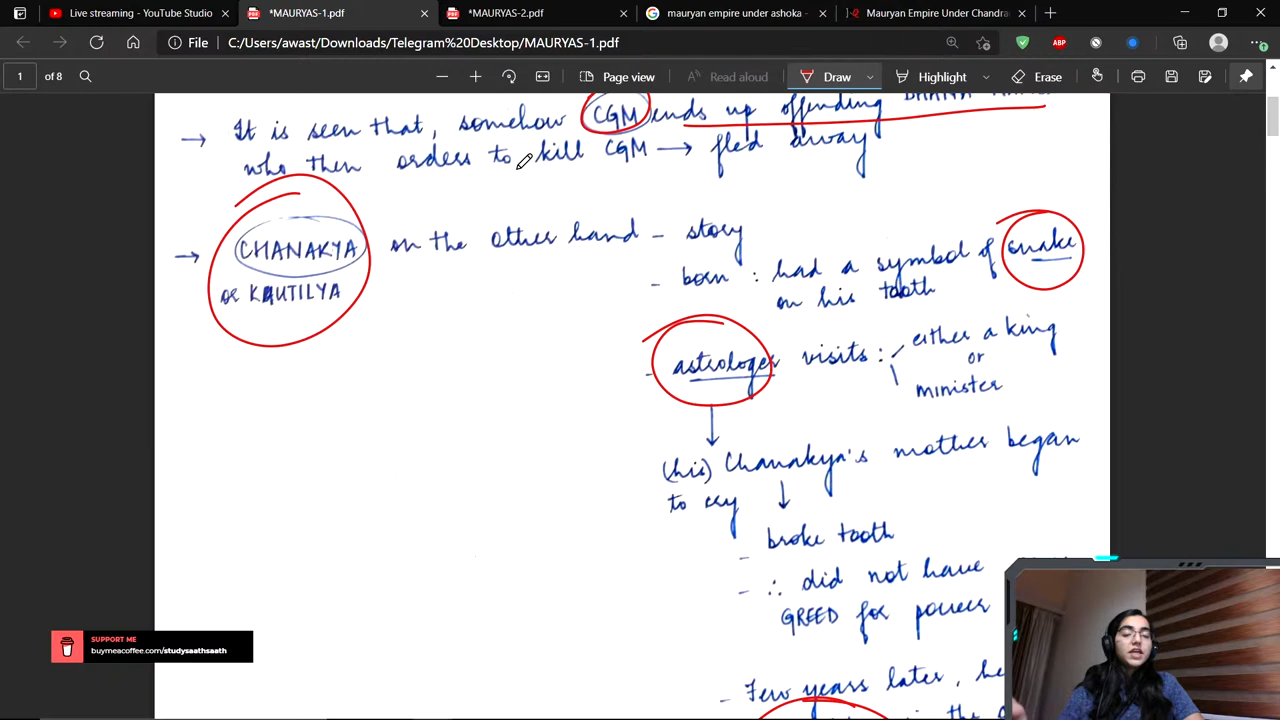 Live streaming - YouTube Studio
*MAURYAS-1.pdf
*MAURYAS-2.pdf
mauryan empire under ashoka -
Mauryan Empire Under Chandra
File
C:/Users/awast/Downloads/Telegram%20Desktop/MAURYAS-1.pdf
1 of 8
Page view
Read aloud
Draw
Highlight
Erase
→ It is seen that, somehow CGM ends up offending
who then orders to kill CGM → fled away
→ CHANAKYA on the other hand - story
or KAUTILYA
- born : had a symbol of snake
on his tooth
- astrologer visits : either a king
or
minister
(his) Chanakya's mother began
to cry
- broke tooth
- ∴ did not have
GREED for power
- Few years later, he
SUPPORT ME
buymeacoffee.com/studysaathsaath